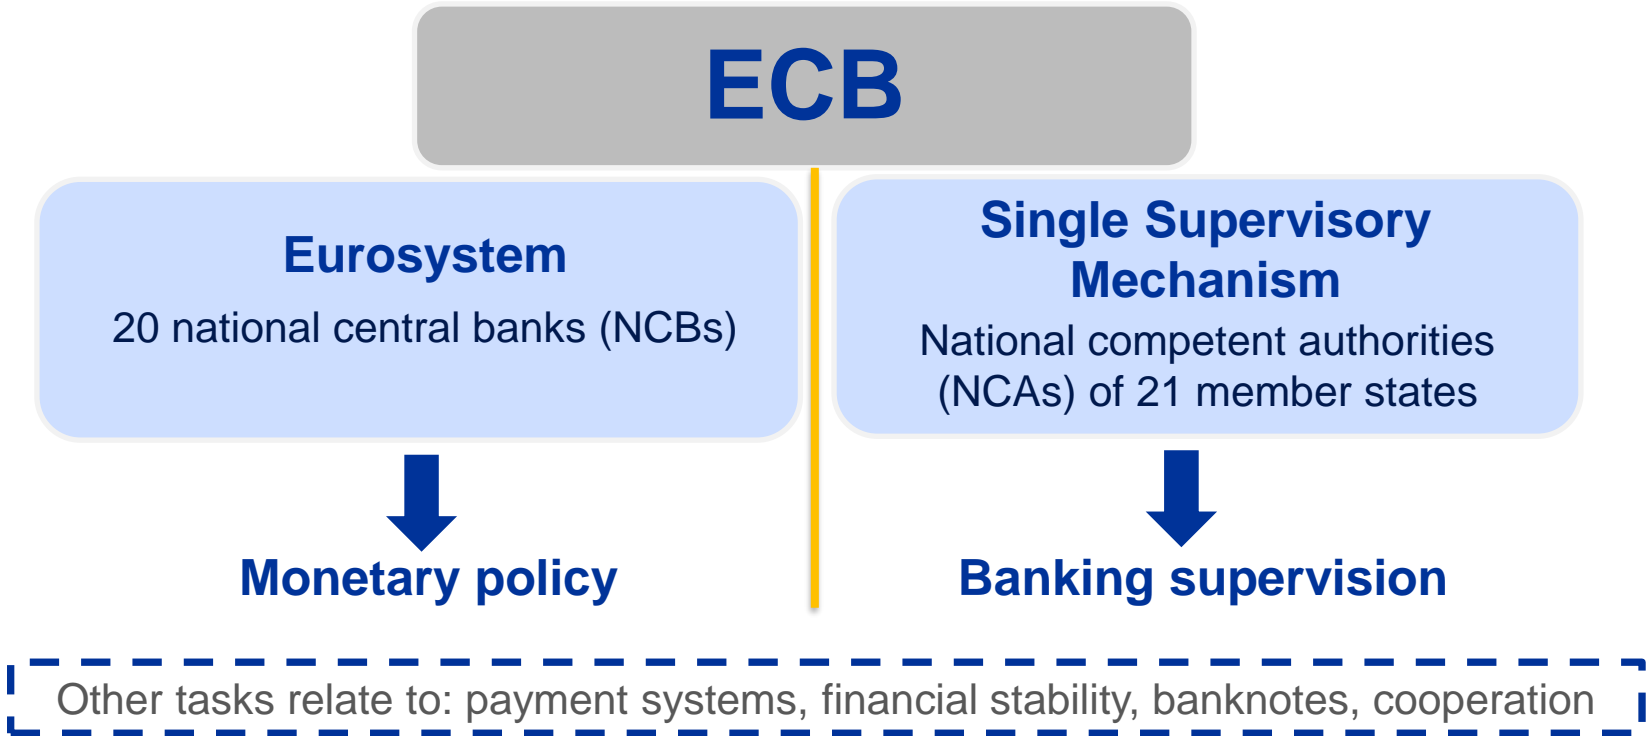 ECB
Eurosystem
20 national central banks (NCBs)
Single Supervisory
Mechanism
National competent authorities
(NCAs) of 21 member states
Monetary policy
Banking supervision
Other tasks relate to: payment systems, financial stability, banknotes, cooperation